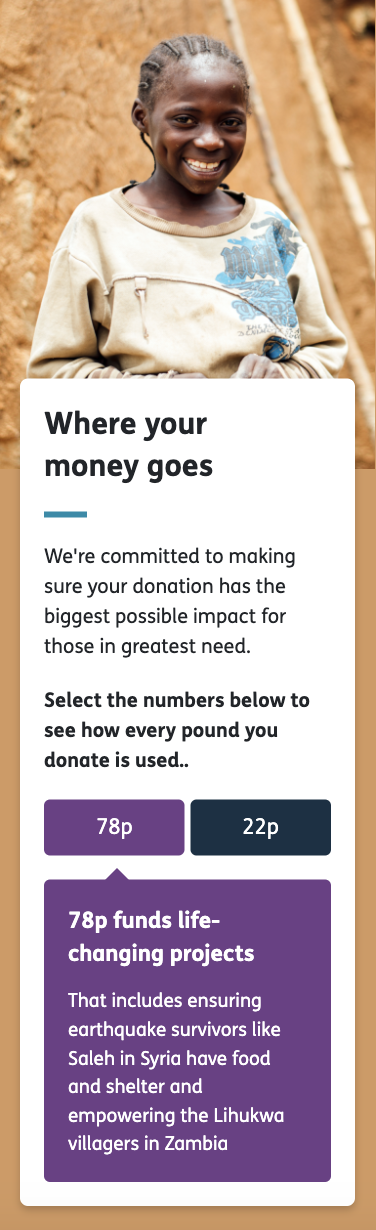 Where your
money goes
We're committed to making
sure your donation has the
biggest possible impact for
those in greatest need.
Select the numbers below to
see how every pound you
donate is used..
78p
22p
78p funds life-
changing projects
That includes ensuring
earthquake survivors like
Saleh in Syria have food
and shelter and
empowering the Lihukwa
villagers in Zambia